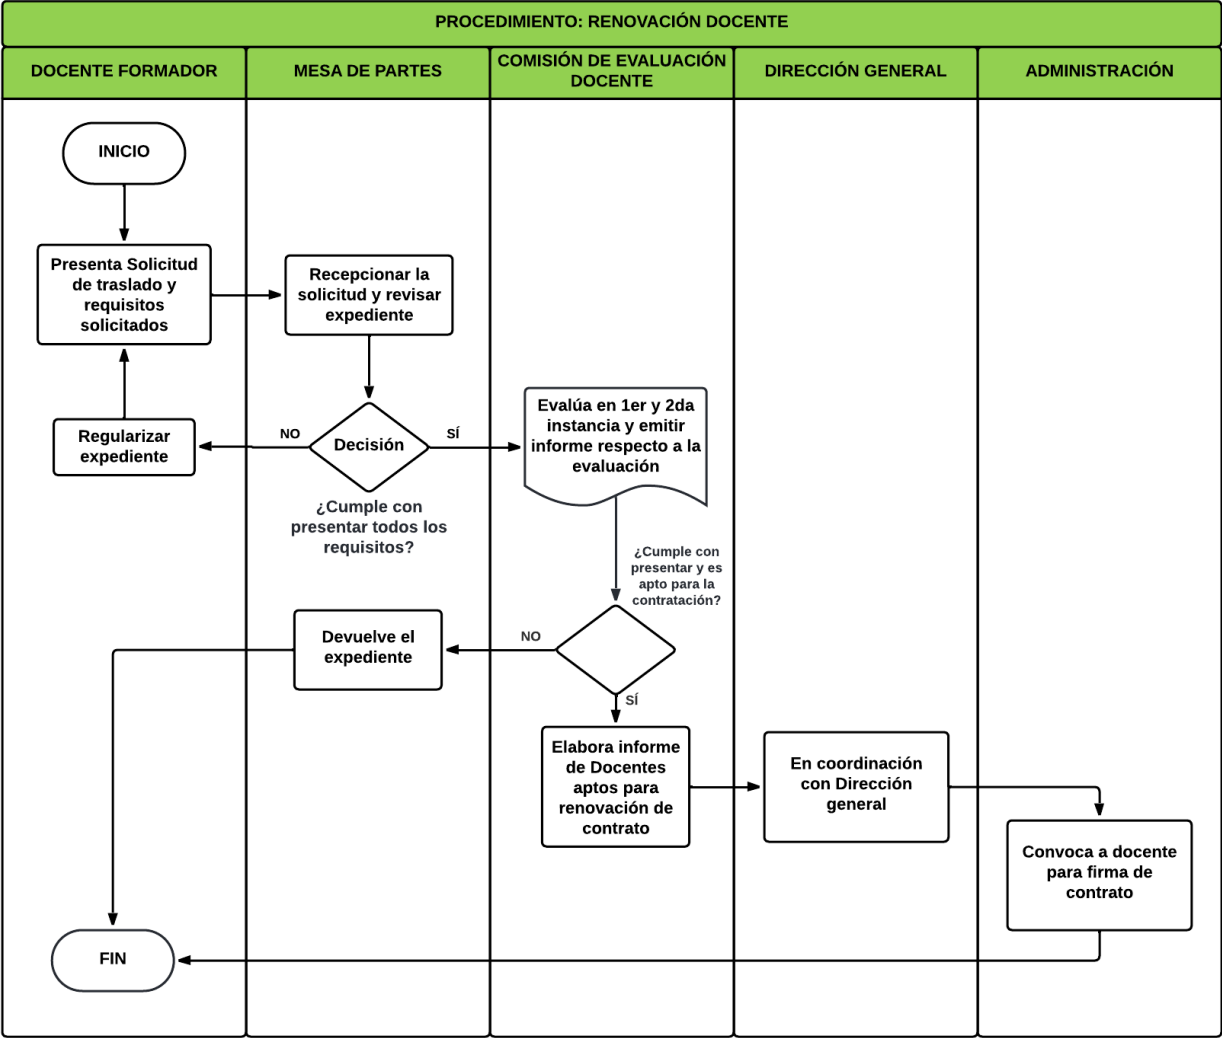 PROCEDIMIENTO: RENOVACIÓN DOCENTE
DOCENTE FORMADOR
MESA DE PARTES
COMISIÓN DE EVALUACIÓN
DOCENTE
DIRECCIÓN GENERAL
ADMINISTRACIÓN
INICIO
Presenta Solicitud
de traslado y
requisitos
solicitados
Recepcionar la
solicitud y revisar
expediente
Regularizar
expediente
NO
Decisión
SÍ
¿Cumple con
presentar todos los
requisitos?
Evalúa en 1er y 2da
instancia y emitir
informe respecto a la
evaluación
¿Cumple con
presentar y es
apto para la
contratación?
Devuelve el
expediente
NO
SÍ
Elabora informe
de Docentes
aptos para
renovación de
contrato
En coordinación
con Dirección
general
Convoca a docente
para firma de
contrato
FIN